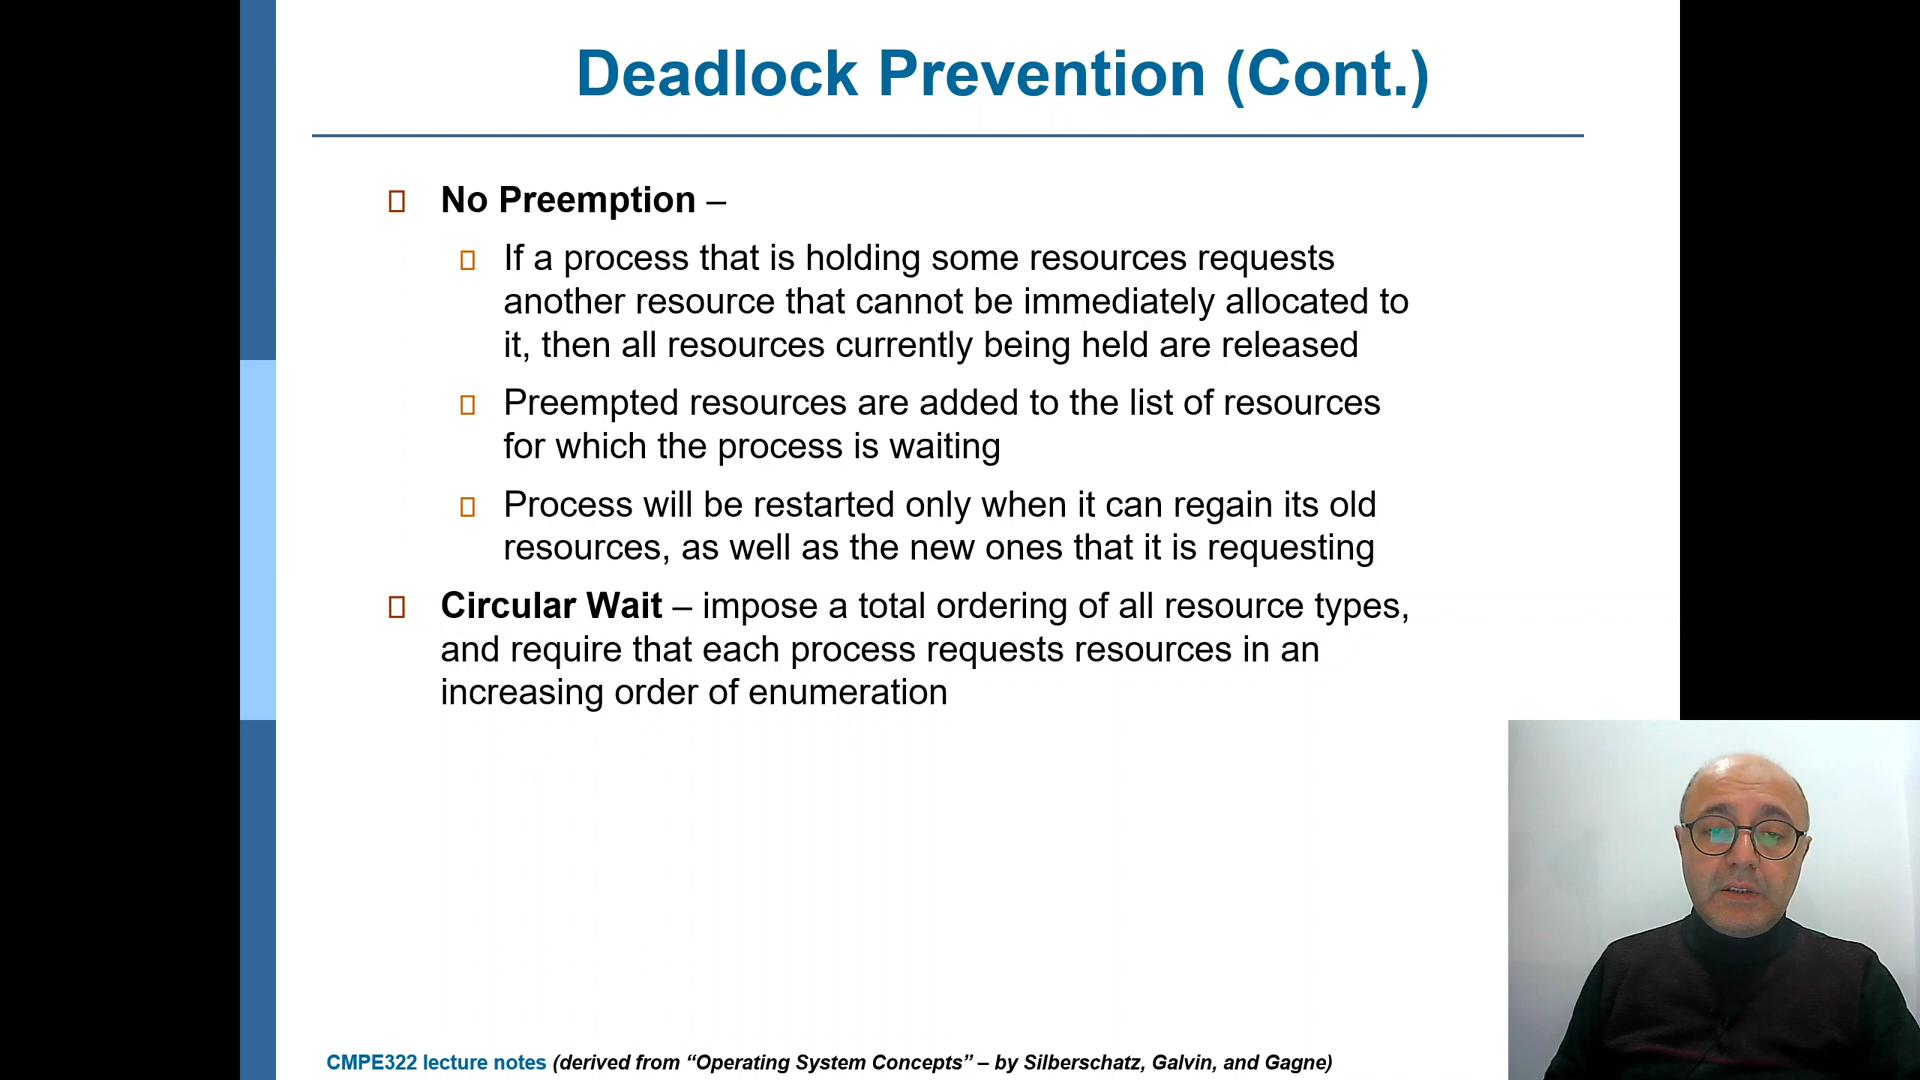 Deadlock Prevention (Cont.)
No Preemption –
If a process that is holding some resources requests
another resource that cannot be immediately allocated to
it, then all resources currently being held are released
Preempted resources are added to the list of resources
for which the process is waiting
Process will be restarted only when it can regain its old
resources, as well as the new ones that it is requesting
Circular Wait – impose a total ordering of all resource types,
and require that each process requests resources in an
increasing order of enumeration
CMPE322 lecture notes (derived from “Operating System Concepts” – by Silberschatz, Galvin, and Gagne)